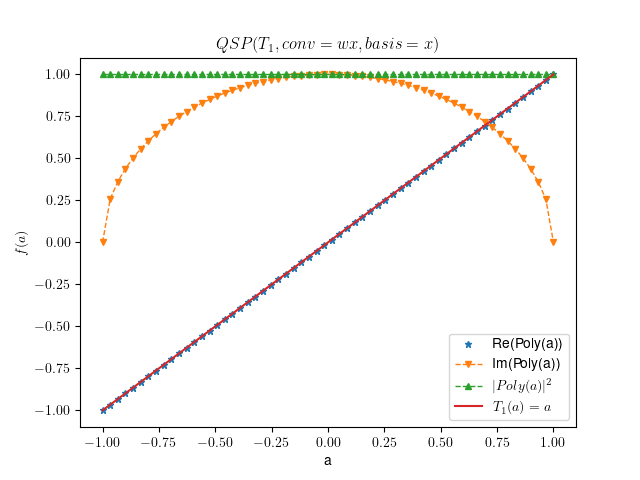 QSP(T₁, conv = wx, basis = x)
1.00
0.75
0.50
0.25
0.00
−0.25
−0.50
−0.75
−1.00
f(a)
Re(Poly(a))
Im(Poly(a))
|Poly(a)|²
T₁(a) = a
−1.00 −0.75 −0.50 −0.25 0.00 0.25 0.50 0.75 1.00
a